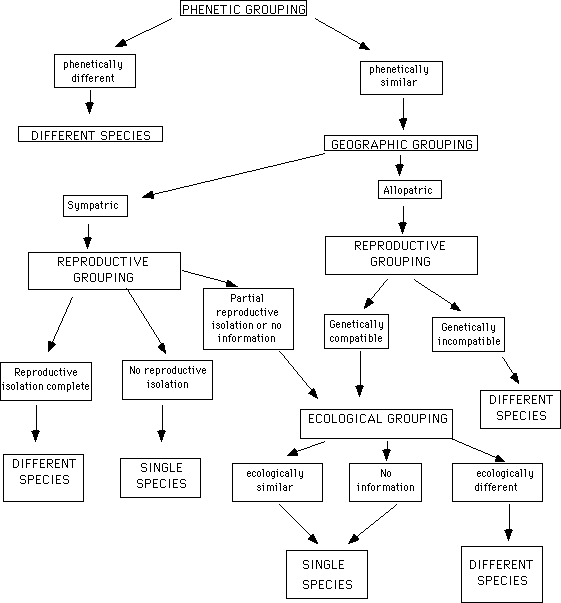 PHENETIC GROUPING
phenetically
different
phenetically
similar
DIFFERENT SPECIES
GEOGRAPHIC GROUPING
Sympatric
Allopatric
REPRODUCTIVE
GROUPING
REPRODUCTIVE
GROUPING
Partial
reproductive
isolation or no
information
Genetically
compatible
Genetically
incompatible
Reproductive
isolation complete
No reproductive
isolation
DIFFERENT
SPECIES
ECOLOGICAL GROUPING
DIFFERENT
SPECIES
SINGLE
SPECIES
ecologically
similar
No
information
ecologically
different
SINGLE
SPECIES
DIFFERENT
SPECIES